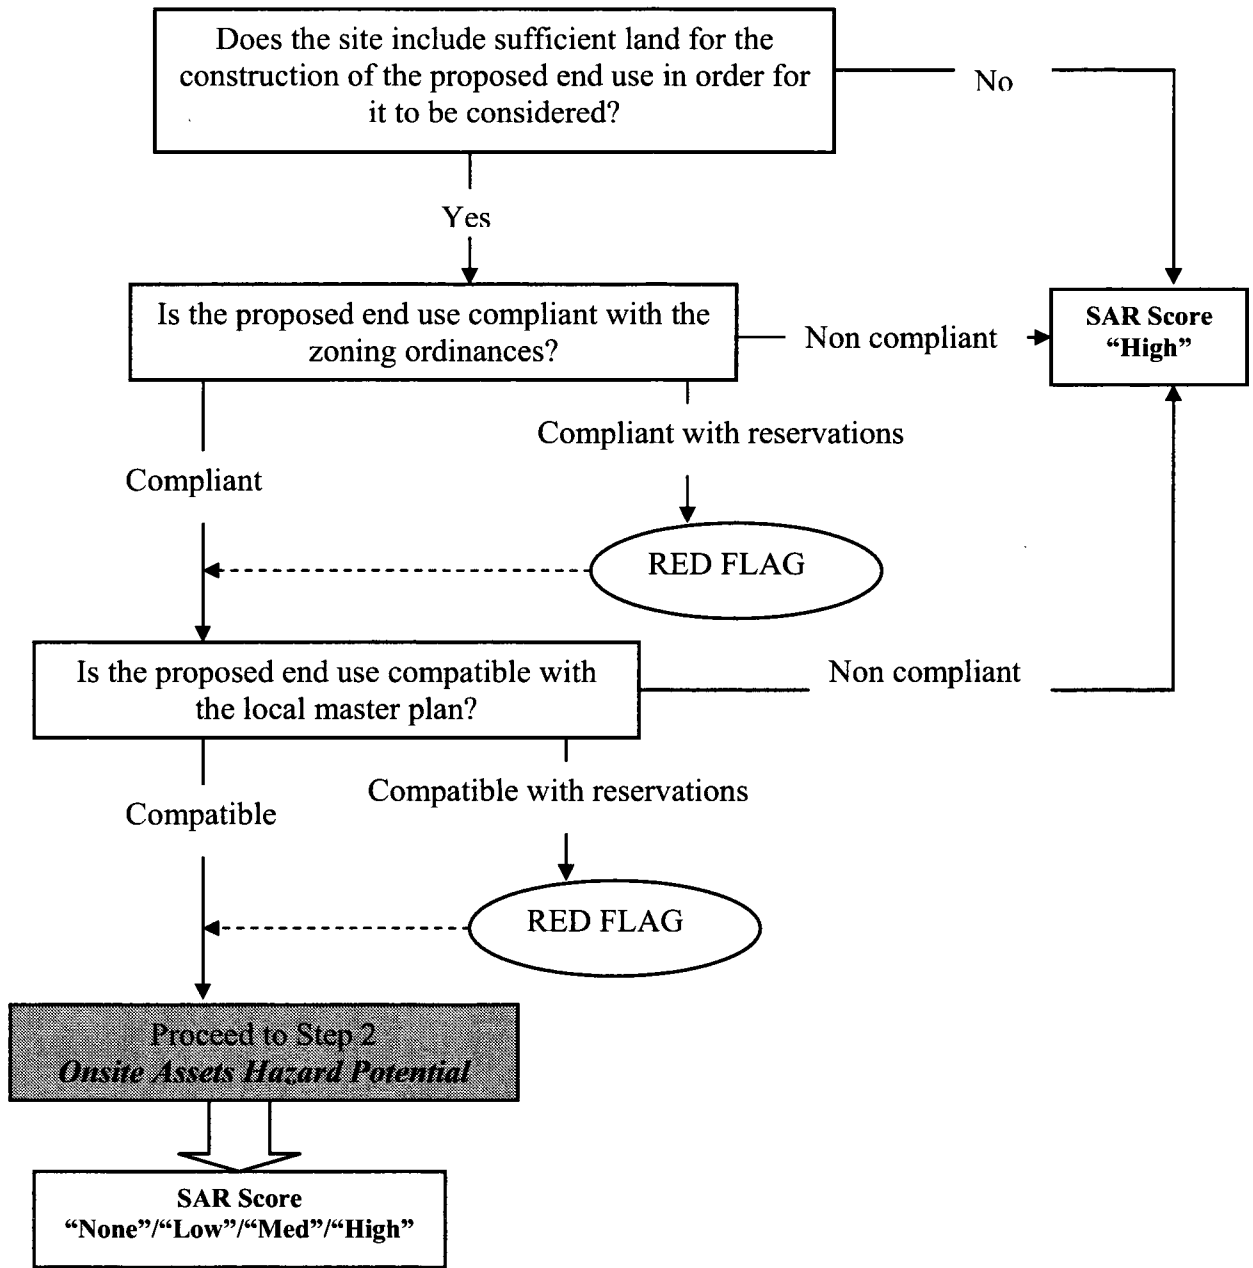 Does the site include sufficient land for the
construction of the proposed end use in order for
it to be considered?
No
Yes
Is the proposed end use compliant with the
zoning ordinances?
Non compliant
SAR Score
“High”
Compliant with reservations
Compliant
RED FLAG
Is the proposed end use compatible with
the local master plan?
Non compliant
Compatible with reservations
Compatible
RED FLAG
Proceed to Step 2
Onsite Assets Hazard Potential
SAR Score
“None”/“Low”/“Med”/“High”